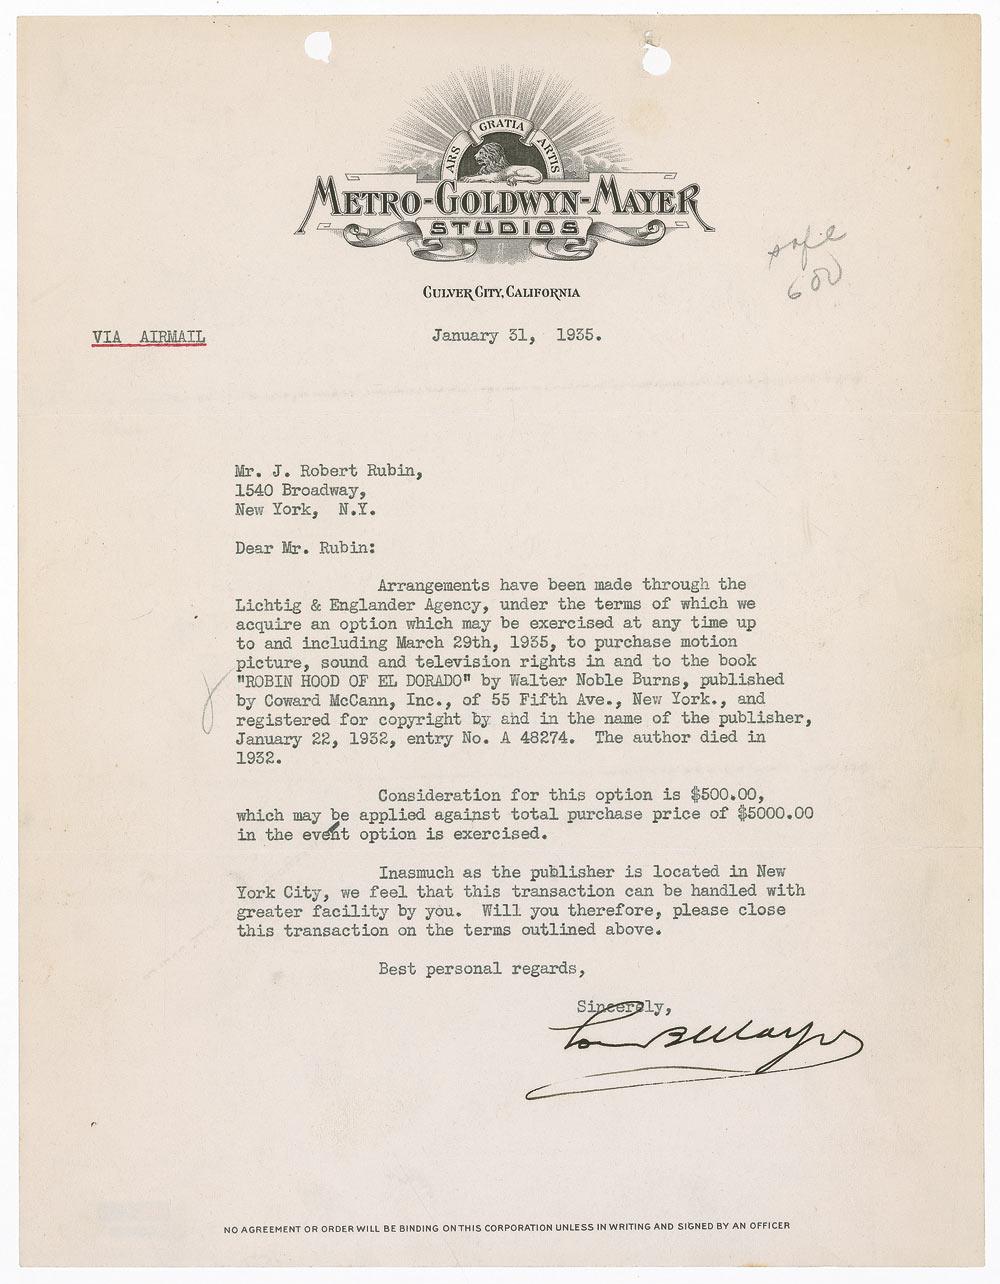 ARS GRATIA ARTIS
METRO-GOLDWYN-MAYER
STUDIOS
CULVER CITY, CALIFORNIA
safe
600
VIA AIRMAIL
January 31, 1935.
Mr. J. Robert Rubin,
1540 Broadway,
New York, N.Y.
Dear Mr. Rubin:
Arrangements have been made through the
Lichtig & Englander Agency, under the terms of which we
acquire an option which may be exercised at any time up
to and including March 29th, 1935, to purchase motion
picture, sound and television rights in and to the book
"ROBIN HOOD OF EL DORADO" by Walter Noble Burns, published
by Coward McCann, Inc., of 55 Fifth Ave., New York., and
registered for copyright by and in the name of the publisher,
January 22, 1932, entry No. A 48274. The author died in
1932.
Consideration for this option is $500.00,
which may be applied against total purchase price of $5000.00
in the event option is exercised.
Inasmuch as the publisher is located in New
York City, we feel that this transaction can be handled with
greater facility by you. Will you therefore, please close
this transaction on the terms outlined above.
Best personal regards,
Sincerely,
Louis B Mayer
NO AGREEMENT OR ORDER WILL BE BINDING ON THIS CORPORATION UNLESS IN WRITING AND SIGNED BY AN OFFICER